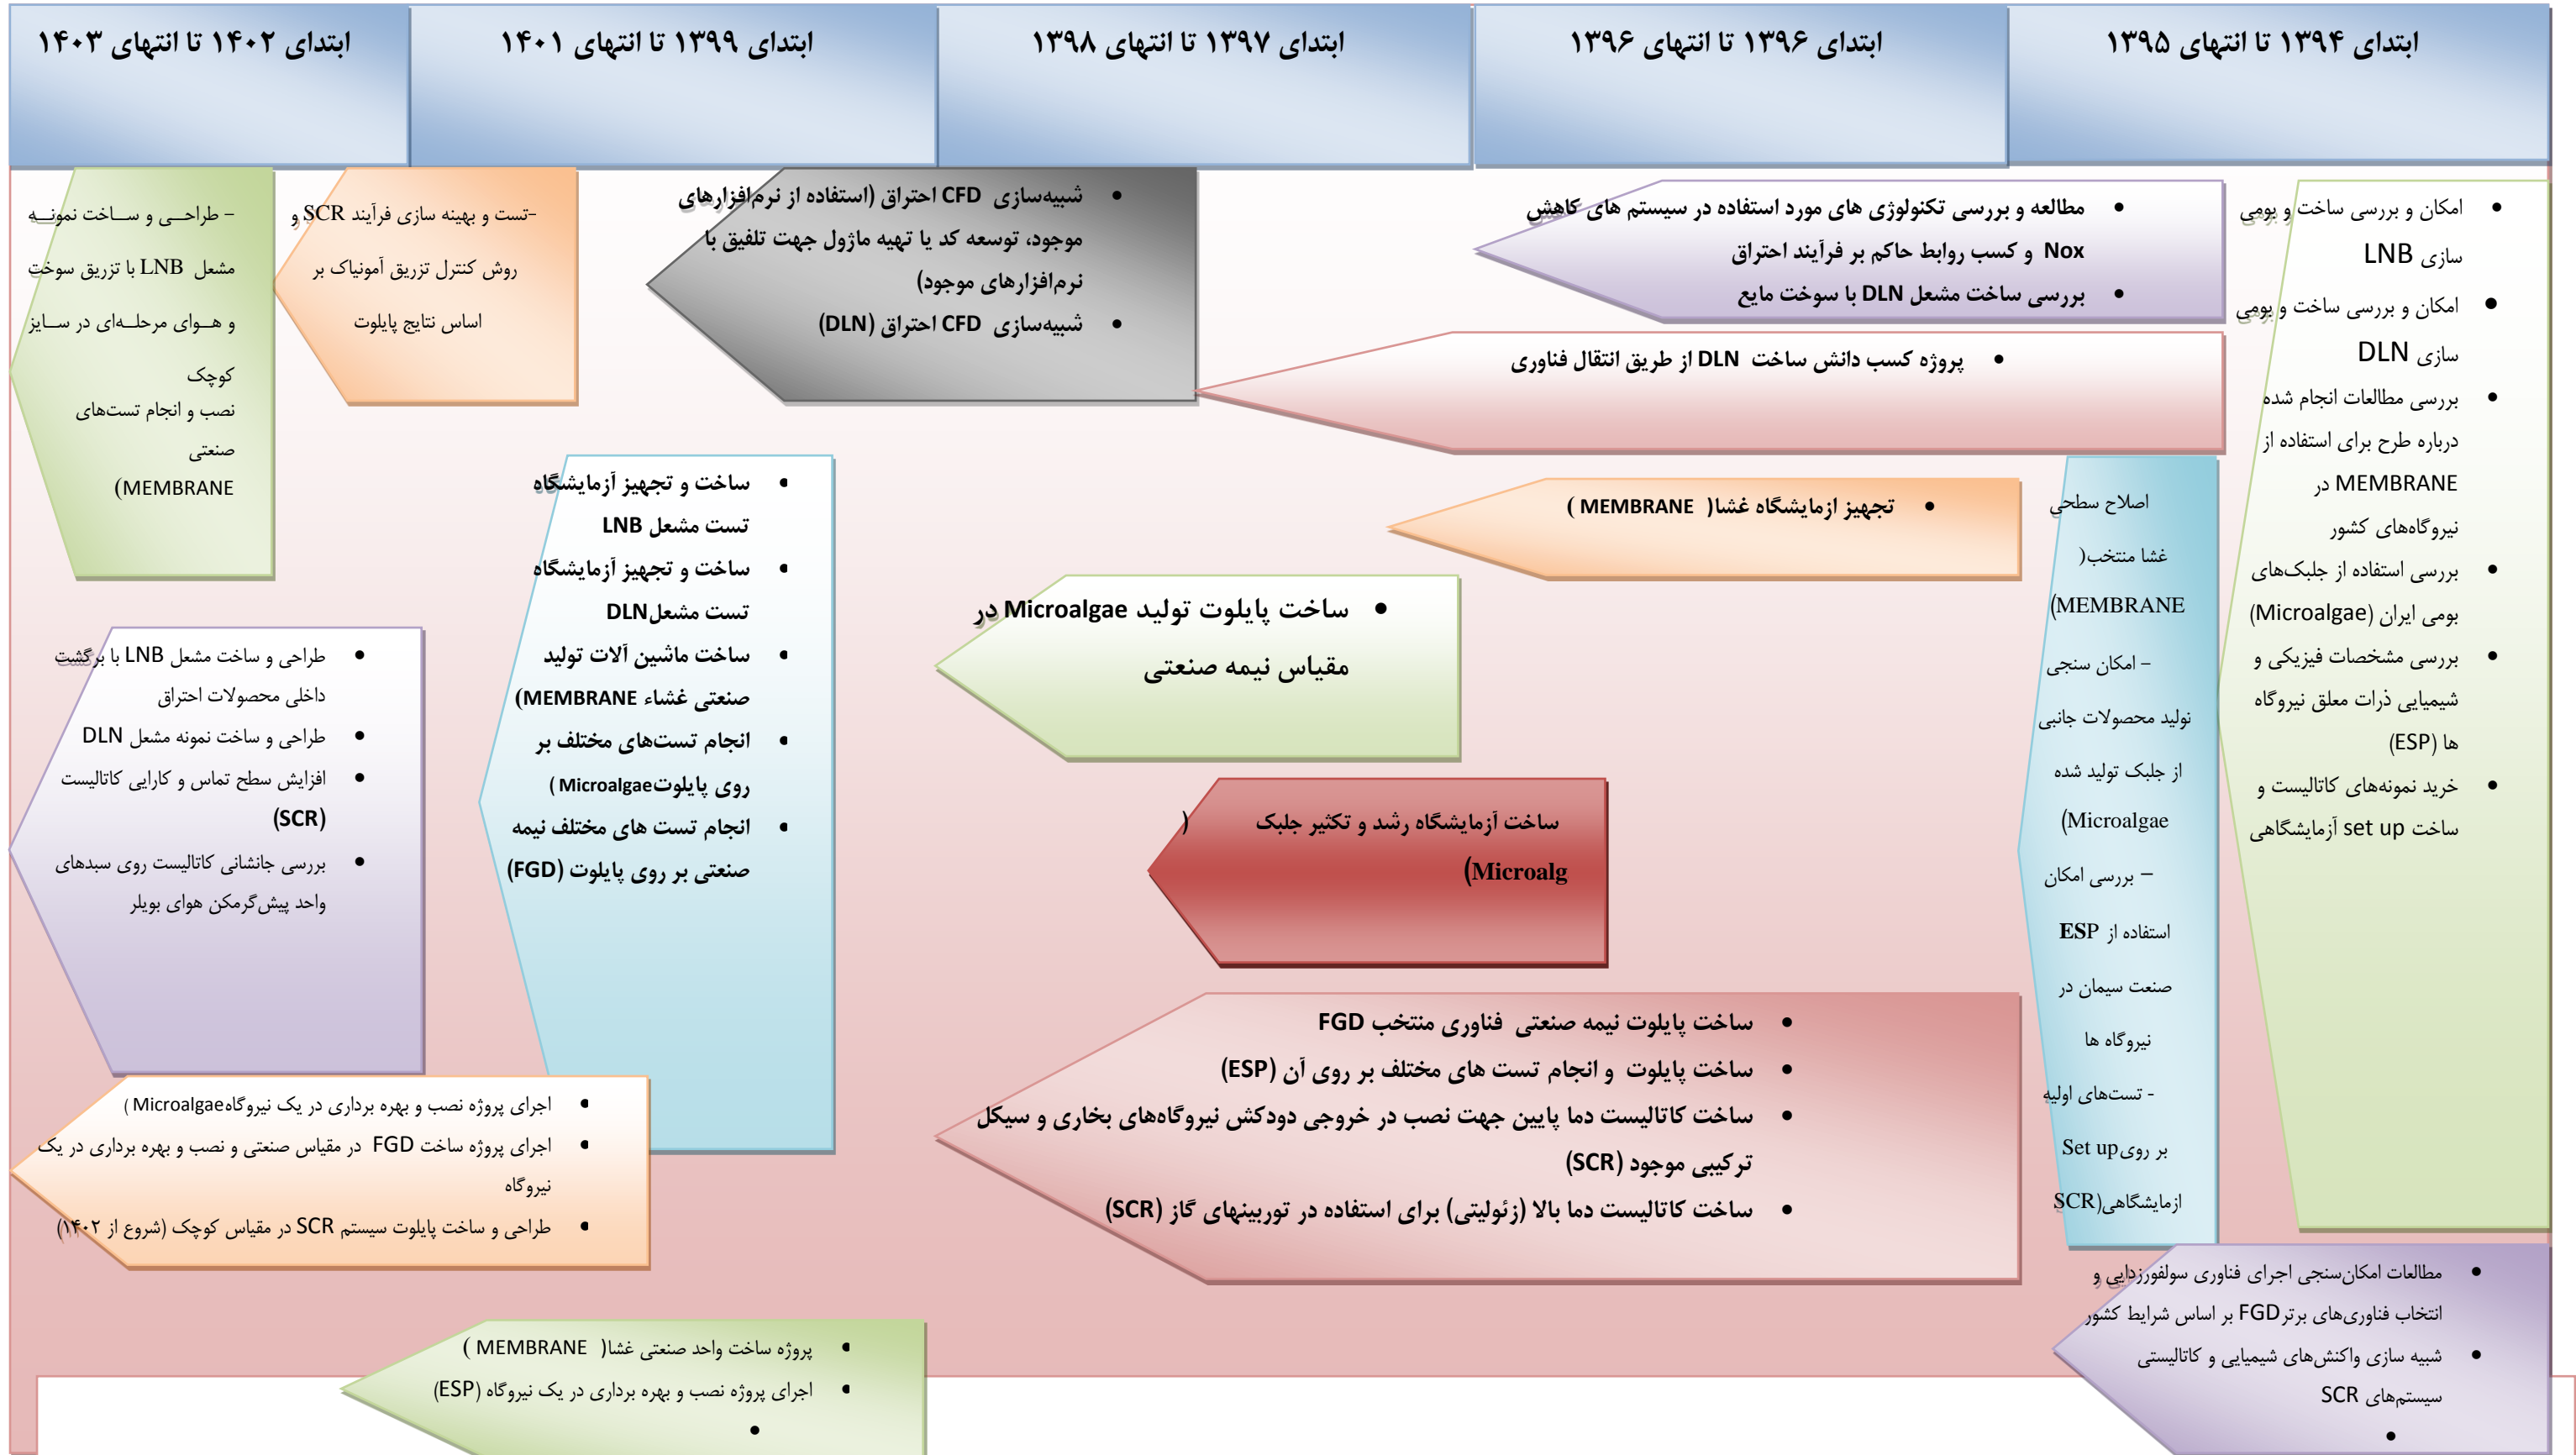 ابتدای ۱۳۹۴ تا انتهای ۱۳۹۵
ابتدای ۱۳۹۶ تا انتهای ۱۳۹۶
ابتدای ۱۳۹۷ تا انتهای ۱۳۹۸
ابتدای ۱۳۹۹ تا انتهای ۱۴۰۱
ابتدای ۱۴۰۲ تا انتهای ۱۴۰۳
• امکان و بررسی ساخت و بومی
سازی LNB
• امکان و بررسی ساخت و بومی
سازی DLN
• بررسی مطالعات انجام شده
درباره طرح برای استفاده از
MEMBRANE در
نیروگاه‌های کشور
• بررسی استفاده از جلبک‌های
بومی ایران (Microalgae)
• بررسی مشخصات فیزیکی و
شیمیایی ذرات معلق نیروگاه
ها (ESP)
• خرید نمونه‌های کاتالیست و
ساخت set up آزمایشگاهی
• مطالعات امکان‌سنجی اجرای فناوری سولفورزدایی و
انتخاب فناوری‌های برتر FGD بر اساس شرایط کشور
• شبیه سازی واکنش‌های شیمیایی و کاتالیستی
سیستم‌های SCR
•
اصلاح سطحی
غشا منتخب(
MEMBRANE)
– امکان سنجی
تولید محصولات جانبی
از جلبک تولید شده
Microalgae)
– بررسی امکان
استفاده از ESP
صنعت سیمان در
نیروگاه ها
- تست‌های اولیه
بر روی Set up
ازمایشگاهی(SCR
• مطالعه و بررسی تکنولوژی های مورد استفاده در سیستم های کاهش
Nox و کسب روابط حاکم بر فرآیند احتراق
• بررسی ساخت مشعل DLN با سوخت مایع
• پروژه کسب دانش ساخت DLN از طریق انتقال فناوری
• تجهیز ازمایشگاه غشا( MEMBRANE )
• ساخت پایلوت تولید Microalgae در
مقیاس نیمه صنعتی
ساخت آزمایشگاه رشد و تکثیر جلبک (
Microalg)
• ساخت پایلوت نیمه صنعتی فناوری منتخب FGD
• ساخت پایلوت و انجام تست های مختلف بر روی آن (ESP)
• ساخت کاتالیست دما پایین جهت نصب در خروجی دودکش نیروگاه‌های بخاری و سیکل
ترکیبی موجود (SCR)
• ساخت کاتالیست دما بالا (زئولیتی) برای استفاده در توربینهای گاز (SCR)
• شبیه‌سازی CFD احتراق (استفاده از نرم‌افزارهای
موجود، توسعه کد یا تهیه ماژول جهت تلفیق با
نرم‌افزارهای موجود)
• شبیه‌سازی CFD احتراق (DLN)
• ساخت و تجهیز آزمایشگاه
تست مشعل LNB
• ساخت و تجهیز آزمایشگاه
تست مشعل DLN
• ساخت ماشین آلات تولید
صنعتی غشاء MEMBRANE)
• انجام تست‌های مختلف بر
روی پایلوت Microalgae )
• انجام تست های مختلف نیمه
صنعتی بر روی پایلوت (FGD)
-تست و بهینه سازی فرآیند SCR و
روش کنترل تزریق آمونیاک بر
اساس نتایج پایلوت
– طراحی و ساخت نمونه
مشعل LNB با تزریق سوخت
و هوای مرحله‌ای در سایز
کوچک
نصب و انجام تست‌های
صنعتی
MEMBRANE)
• طراحی و ساخت مشعل LNB با برگشت
داخلی محصولات احتراق
• طراحی و ساخت نمونه مشعل DLN
• افزایش سطح تماس و کارایی کاتالیست
(SCR)
• بررسی جانشانی کاتالیست روی سبدهای
واحد پیش‌گرمکن هوای بویلر
• اجرای پروژه نصب و بهره برداری در یک نیروگاه Microalgae )
• اجرای پروژه ساخت FGD در مقیاس صنعتی و نصب و بهره برداری در یک
نیروگاه
• طراحی و ساخت پایلوت سیستم SCR در مقیاس کوچک (شروع از ۱۴۰۲)
• پروژه ساخت واحد صنعتی غشا( MEMBRANE )
• اجرای پروژه نصب و بهره برداری در یک نیروگاه (ESP)
•